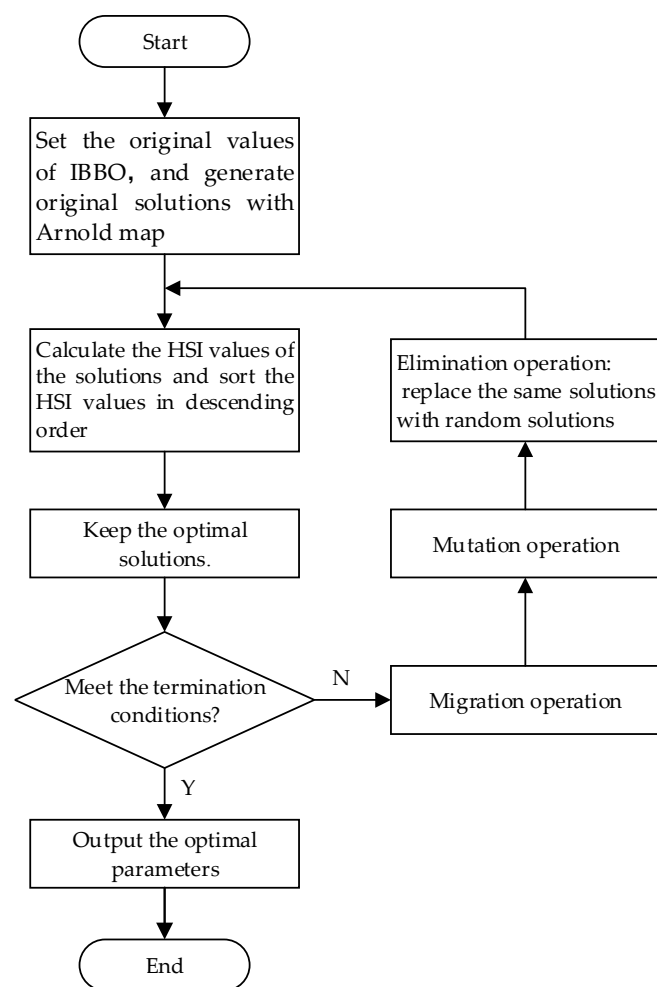 Start
Set the original values
of IBBO, and generate
original solutions with
Arnold map
Calculate the HSI values of
the solutions and sort the
HSI values in descending
order
Keep the optimal
solutions.
Meet the termination
conditions?
N
Y
Output the optimal
parameters
End
Elimination operation:
replace the same solutions
with random solutions
Mutation operation
Migration operation